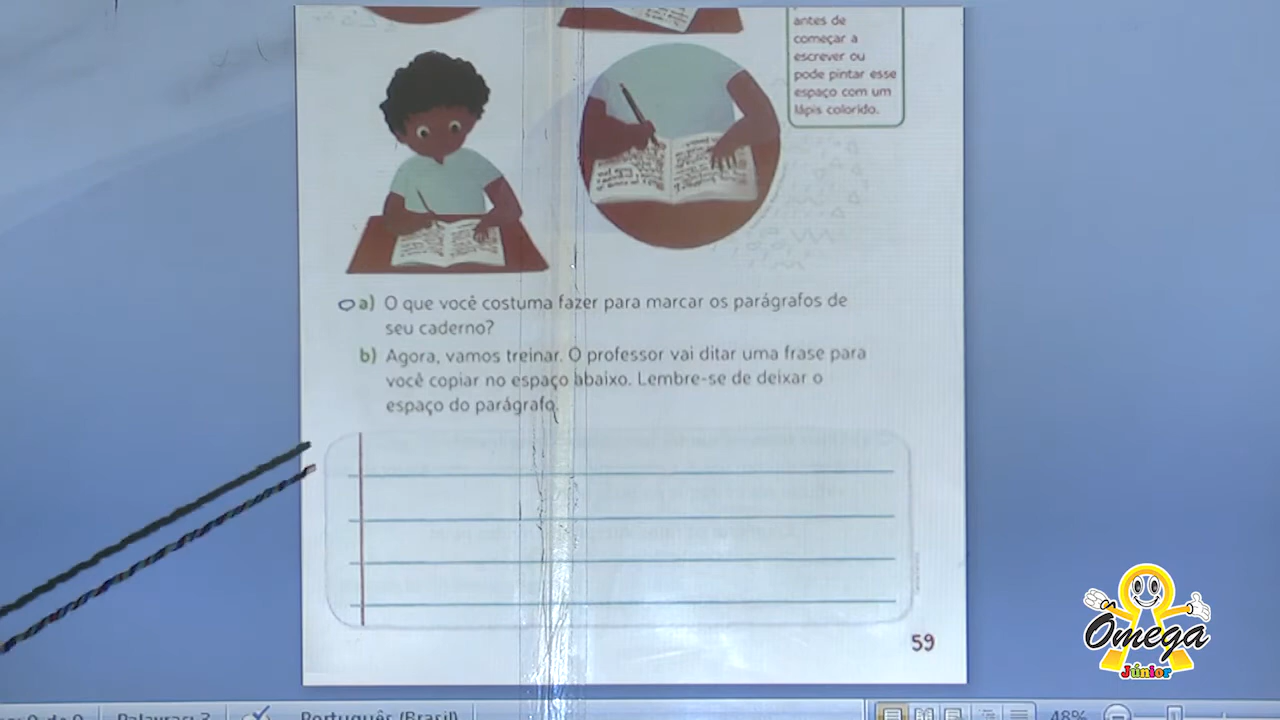 antes de
começar a
escrever ou
pode pintar esse
espaço com um
lápis colorido.
a) O que você costuma fazer para marcar os parágrafos de
seu caderno?
b) Agora, vamos treinar. O professor vai ditar uma frase para
você copiar no espaço abaixo. Lembre-se de deixar o
espaço do parágrafo.
59
Ômega
Júnior
Palavras: 2
Português (Brasil)
48%